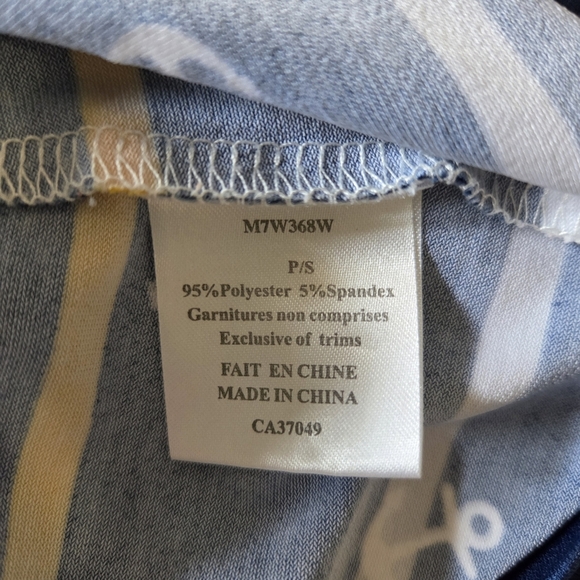 M7W368W
P/S
95%Polyester 5%Spandex
Garnitures non comprises
Exclusive of trims
FAIT EN CHINE
MADE IN CHINA
CA37049